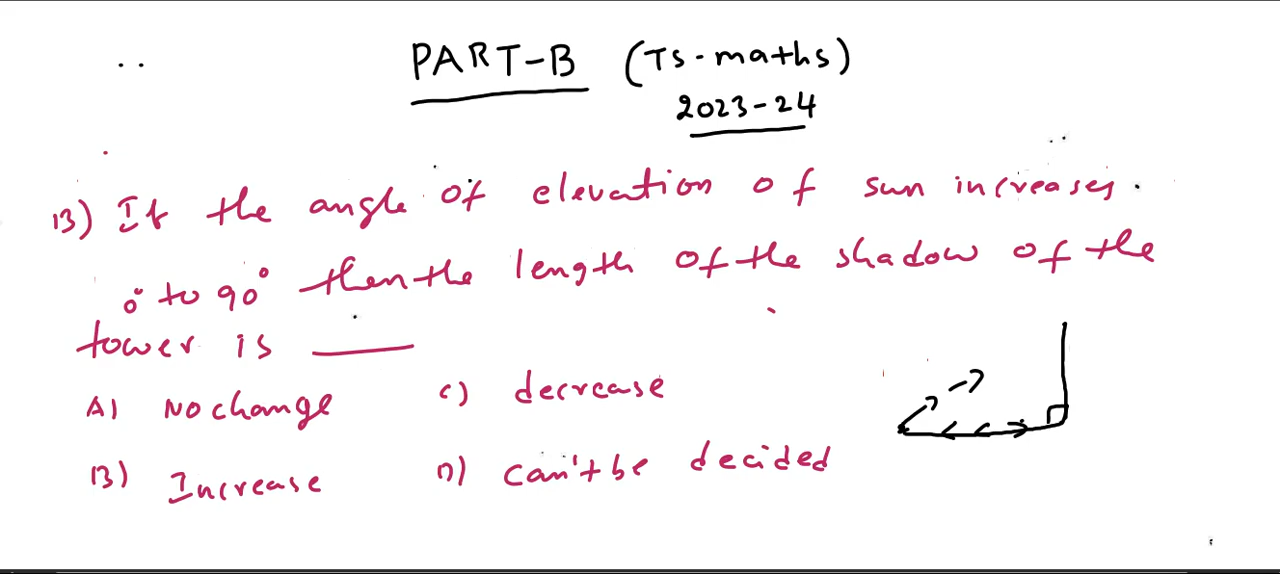 PART-B (TS-maths)
2023-24
13) If the angle of elevation of sun increases.
0° to 90° then the length of the shadow of the
tower is ____
A) No change C) decrease
B) Increase D) can't be decided